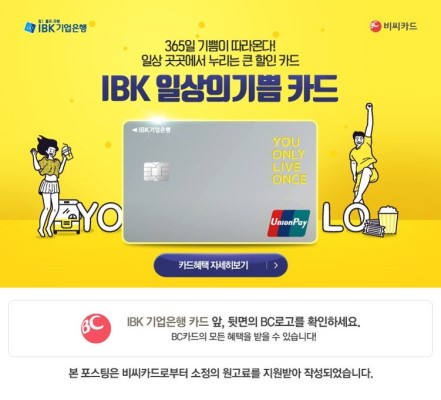 참! 좋은 은행
IBK기업은행
비씨카드
365일 기쁨이 따라온다!
일상 곳곳에서 누리는 큰 할인 카드
IBK 일상의기쁨 카드
IBK기업은행
YOU
ONLY
LIVE
ONCE
YO
LO
UnionPay
카드혜택 자세히보기
BC
IBK 기업은행 카드 앞, 뒷면의 BC로고를 확인하세요.
BC카드의 모든 혜택을 받을 수 있습니다!
본 포스팅은 비씨카드로부터 소정의 원고료를 지원받아 작성되었습니다.